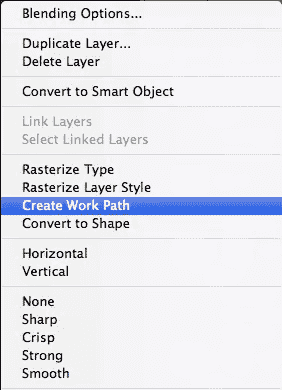 Blending Options...
Duplicate Layer...
Delete Layer
Convert to Smart Object
Link Layers
Select Linked Layers
Rasterize Type
Rasterize Layer Style
Create Work Path
Convert to Shape
Horizontal
Vertical
None
Sharp
Crisp
Strong
Smooth